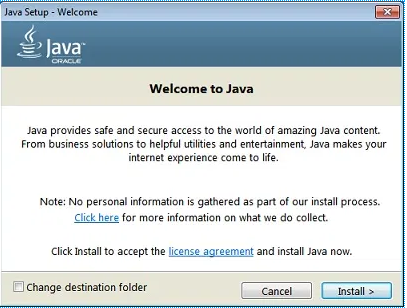 Java Setup - Welcome
Java
ORACLE
Welcome to Java
Java provides safe and secure access to the world of amazing Java content.
From business solutions to helpful utilities and entertainment, Java makes your
internet experience come to life.
Note: No personal information is gathered as part of our install process.
Click here for more information on what we do collect.
Click Install to accept the license agreement and install Java now.
Change destination folder
Cancel
Install >